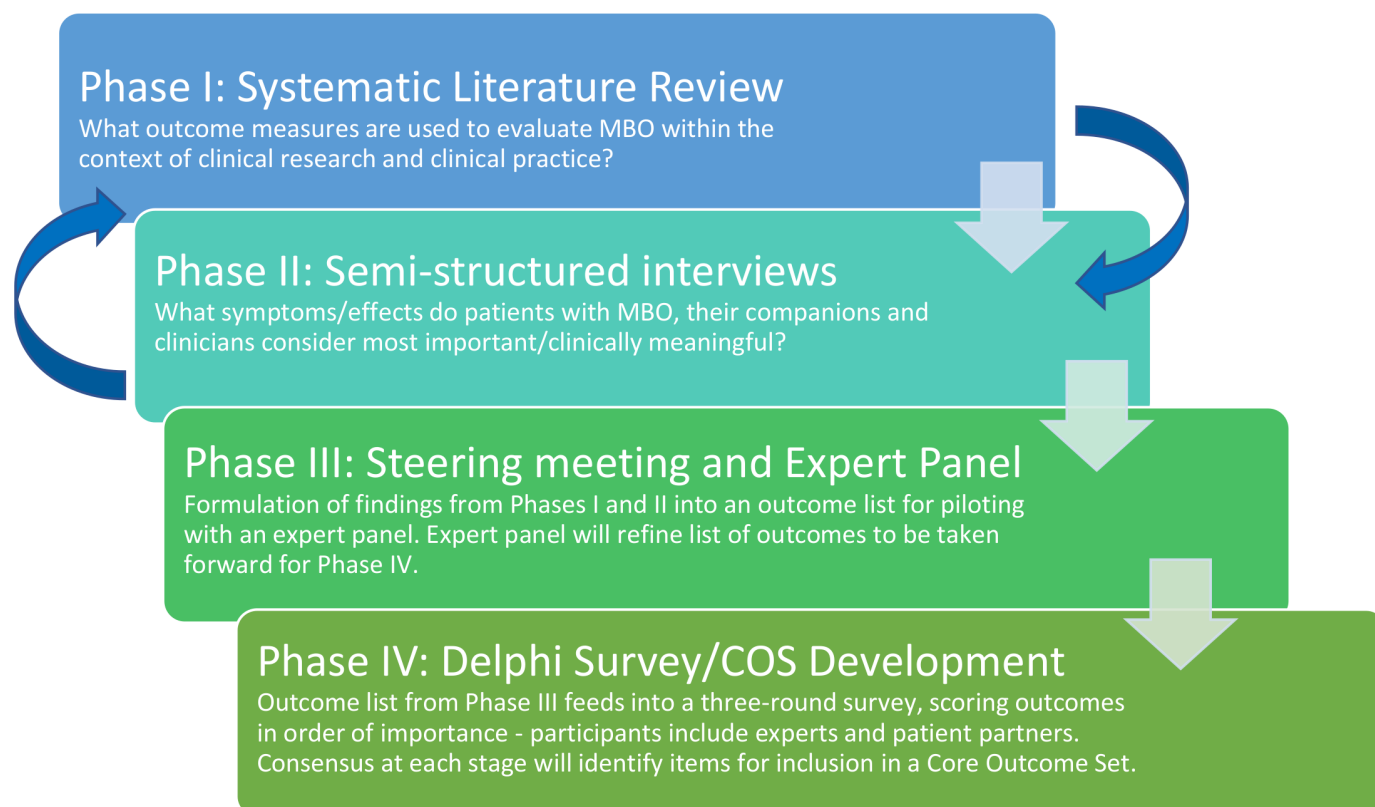 Phase I: Systematic Literature Review
What outcome measures are used to evaluate MBO within the
context of clinical research and clinical practice?
Phase II: Semi-structured interviews
What symptoms/effects do patients with MBO, their companions and
clinicians consider most important/clinically meaningful?
Phase III: Steering meeting and Expert Panel
Formulation of findings from Phases I and II into an outcome list for piloting
with an expert panel. Expert panel will refine list of outcomes to be taken
forward for Phase IV.
Phase IV: Delphi Survey/COS Development
Outcome list from Phase III feeds into a three-round survey, scoring outcomes
in order of importance - participants include experts and patient partners.
Consensus at each stage will identify items for inclusion in a Core Outcome Set.